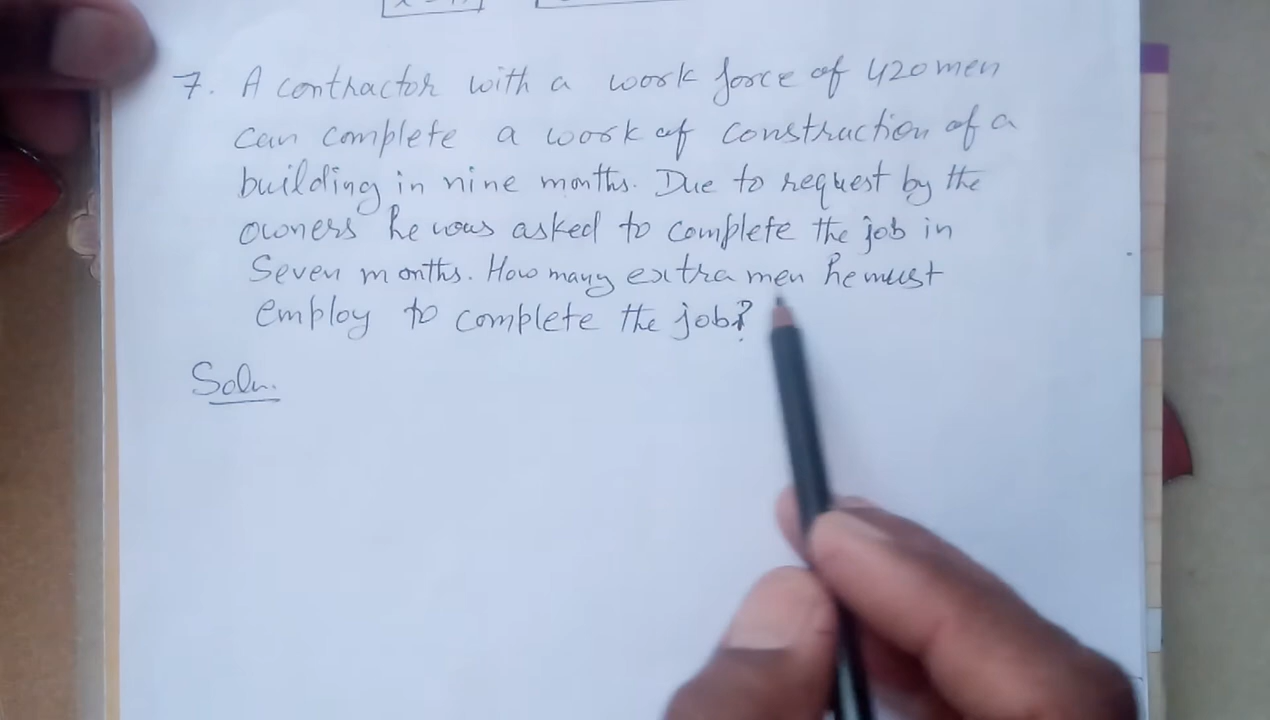 7. A contractor with a work force of 420 men
can complete a work of construction of a
building in nine months. Due to request by the
owners he was asked to complete the job in
Seven months. How many extra men he must
employ to complete the job?
Soln.